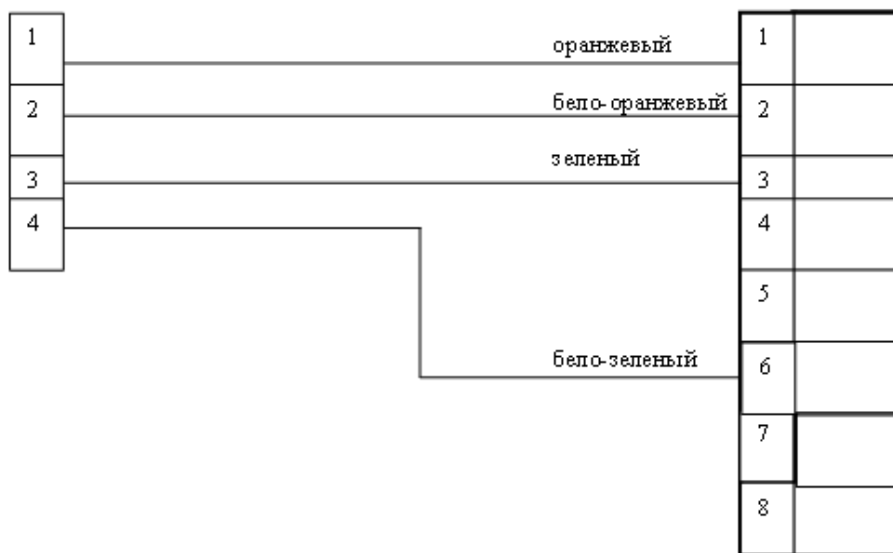 1 оранжевый 1
2 бело-оранжевый 2
3 зеленый 3
4 4
5
бело-зеленый 6
7
8